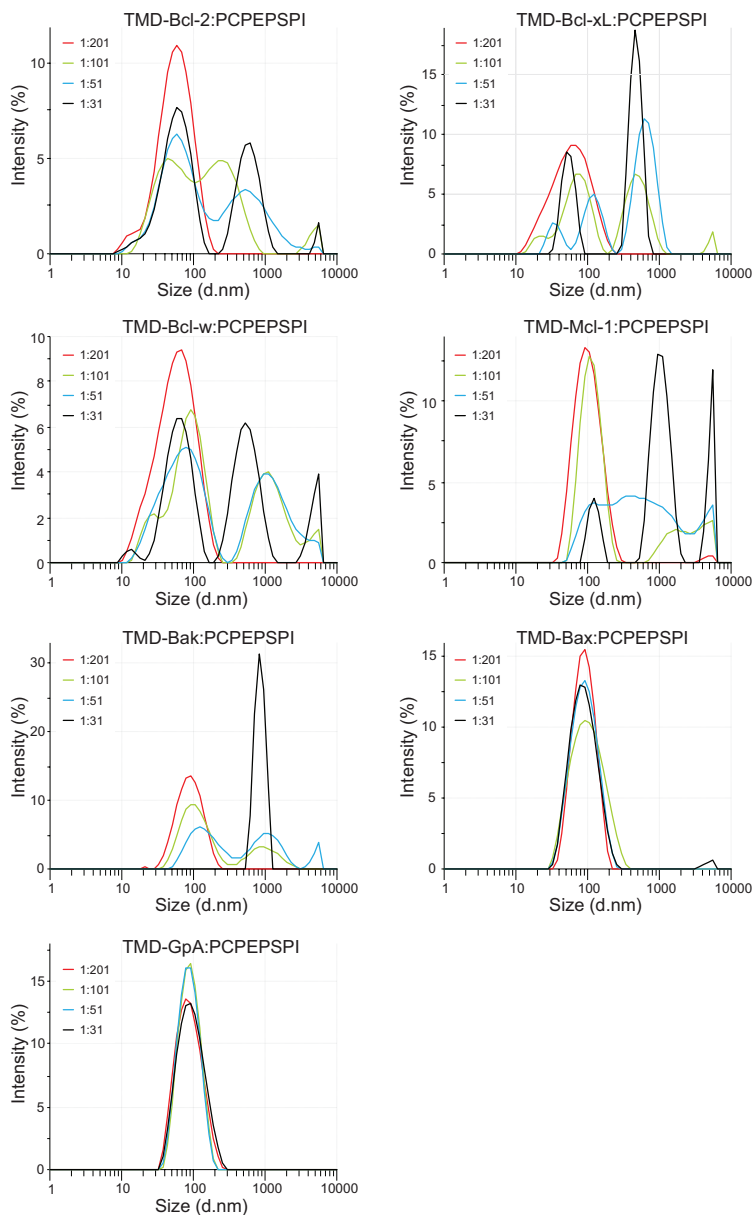 TMD-Bcl-2:PCPEPSPI
Intensity (%)
10
5
0
1:201
1:101
1:51
1:31
1 10 100 1000 10000
Size (d.nm)
TMD-Bcl-xL:PCPEPSPI
Intensity (%)
15
10
5
0
1:201
1:101
1:51
1:31
1 10 100 1000 10000
Size (d.nm)
TMD-Bcl-w:PCPEPSPI
Intensity (%)
10
8
6
4
2
0
1:201
1:101
1:51
1:31
1 10 100 1000 10000
Size (d.nm)
TMD-Mcl-1:PCPEPSPI
Intensity (%)
10
5
0
1:201
1:101
1:51
1:31
1 10 100 1000 10000
Size (d.nm)
TMD-Bak:PCPEPSPI
Intensity (%)
30
20
10
0
1:201
1:101
1:51
1:31
1 10 100 1000 10000
Size (d.nm)
TMD-Bax:PCPEPSPI
Intensity (%)
15
10
5
0
1:201
1:101
1:51
1:31
1 10 100 1000 10000
Size (d.nm)
TMD-GpA:PCPEPSPI
Intensity (%)
15
10
5
0
1:201
1:101
1:51
1:31
1 10 100 1000 10000
Size (d.nm)